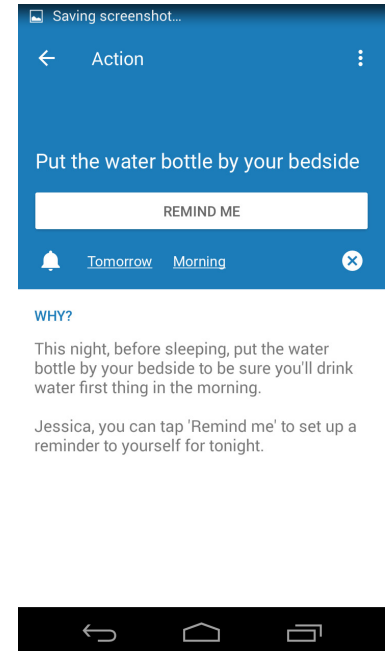 Saving screenshot...
Action
Put the water bottle by your bedside
REMIND ME
Tomorrow Morning
WHY?
This night, before sleeping, put the water
bottle by your bedside to be sure you'll drink
water first thing in the morning.
Jessica, you can tap 'Remind me' to set up a
reminder to yourself for tonight.